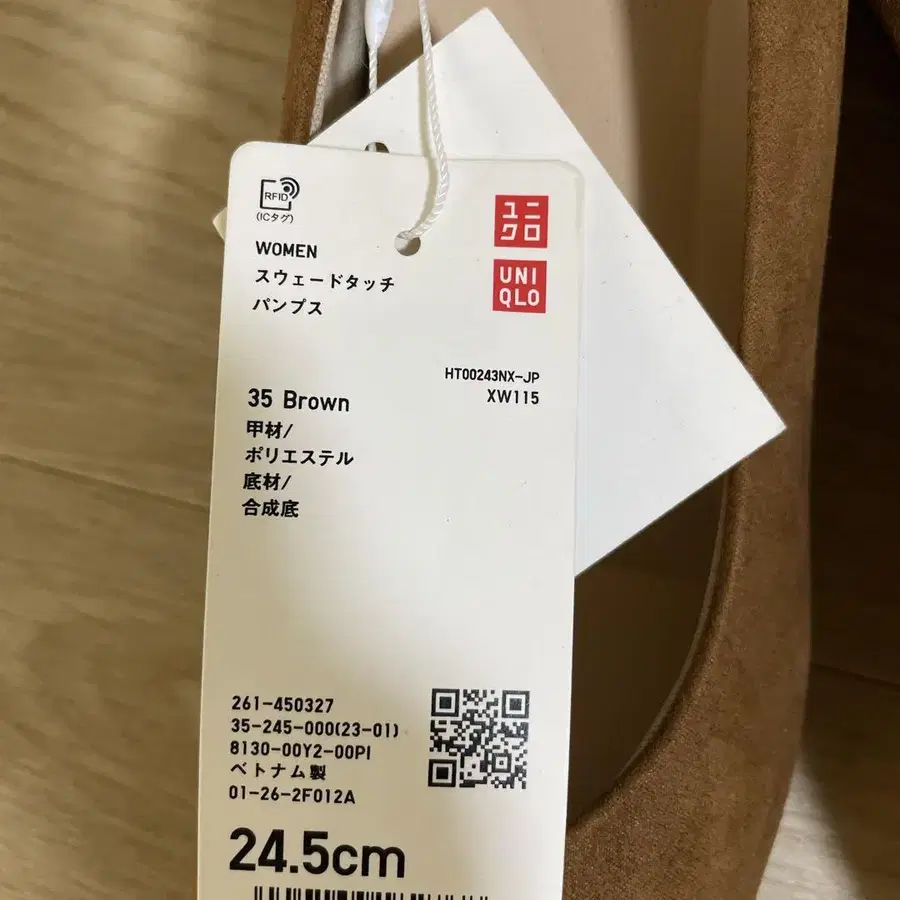 RFID
(ICタグ)
ユニ
クロ
UNI
QLO
WOMEN
スウェードタッチ
パンプス
HT00243NX-JP
XW115
35 Brown
甲材/
ポリエステル
底材/
合成底
261-450327
35-245-000(23-01)
8130-00Y2-00PI
ベトナム製
01-26-2F012A
24.5cm